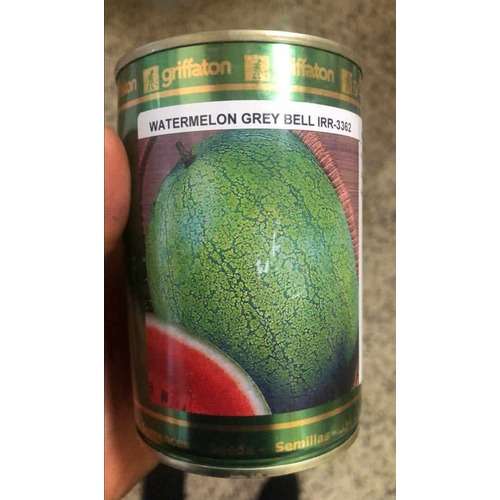 griffaton griffaton
WATERMELON GREY BELL IRR-3362
Semillas